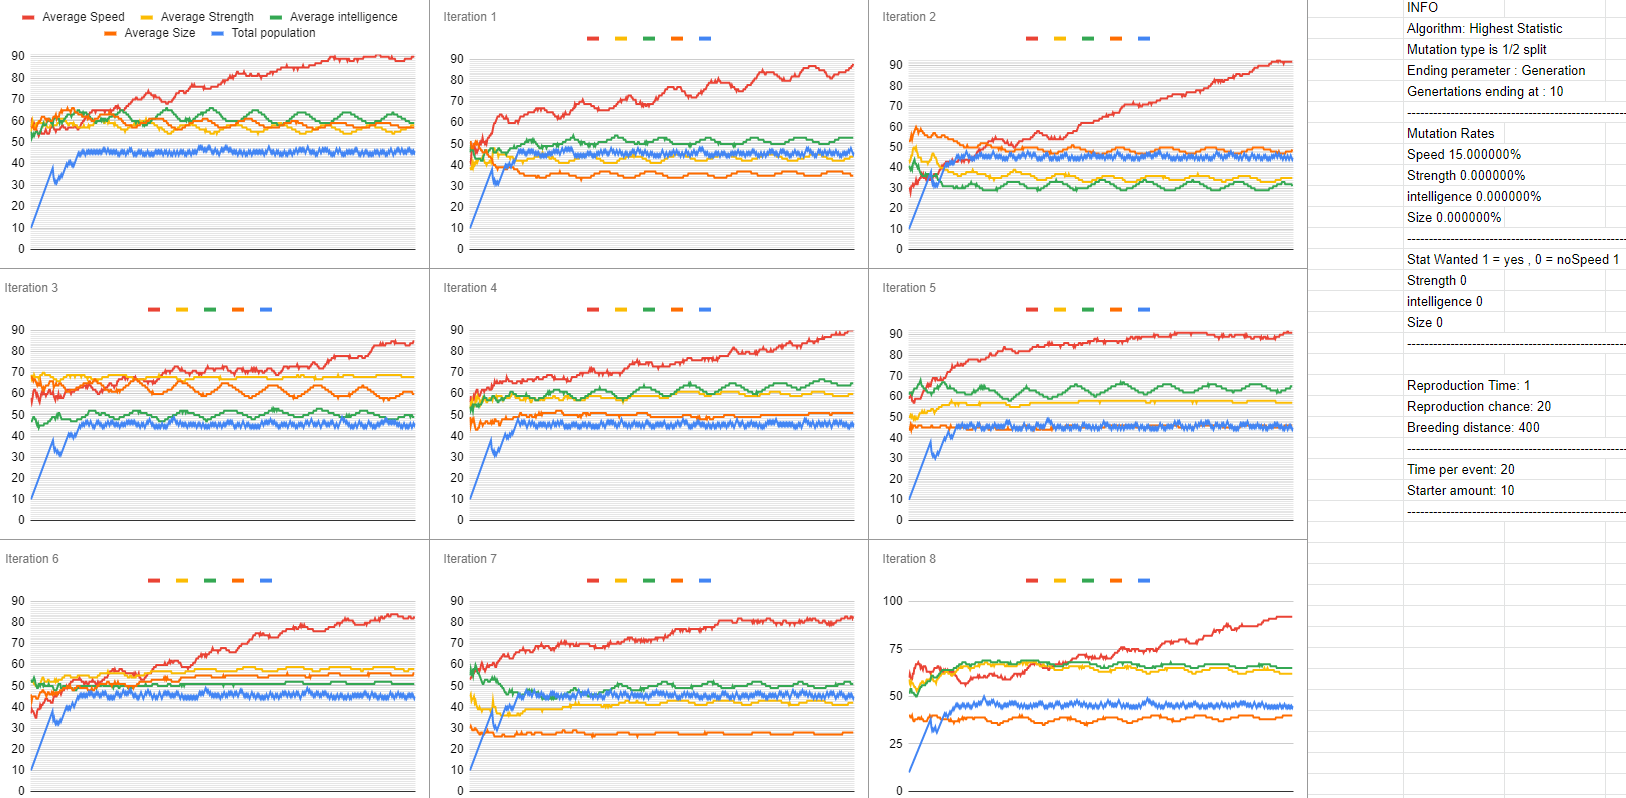 Average Speed Average Strength Average intelligence
Average Size Total population
90
80
70
60
50
40
30
20
10
0
Iteration 1
90
80
70
60
50
40
30
20
10
0
Iteration 2
90
80
70
60
50
40
30
20
10
0
Iteration 3
90
80
70
60
50
40
30
20
10
0
Iteration 4
90
80
70
60
50
40
30
20
10
0
Iteration 5
90
80
70
60
50
40
30
20
10
0
Iteration 6
90
80
70
60
50
40
30
20
10
0
Iteration 7
90
80
70
60
50
40
30
20
10
0
Iteration 8
100
75
50
25
INFO
Algorithm: Highest Statistic
Mutation type is 1/2 split
Ending perameter : Generation
Genertations ending at : 10
Mutation Rates
Speed 15.000000%
Strength 0.000000%
intelligence 0.000000%
Size 0.000000%
Stat Wanted 1 = yes , 0 = noSpeed 1
Strength 0
intelligence 0
Size 0
Reproduction Time: 1
Reproduction chance: 20
Breeding distance: 400
Time per event: 20
Starter amount: 10